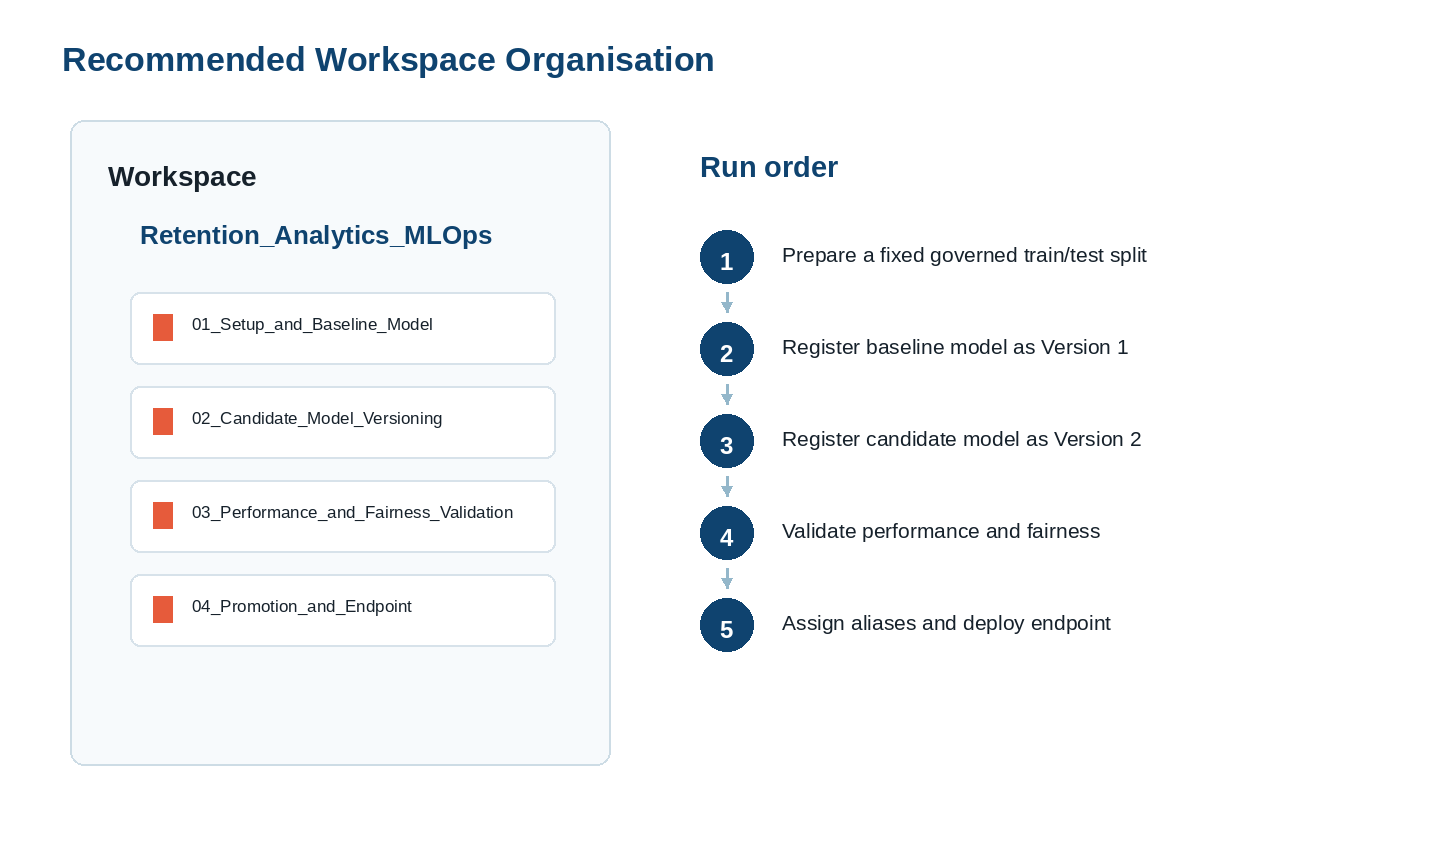 Recommended Workspace Organisation
Workspace
Retention_Analytics_MLOps
01_Setup_and_Baseline_Model
02_Candidate_Model_Versioning
03_Performance_and_Fairness_Validation
04_Promotion_and_Endpoint
Run order
1 Prepare a fixed governed train/test split
2 Register baseline model as Version 1
3 Register candidate model as Version 2
4 Validate performance and fairness
5 Assign aliases and deploy endpoint